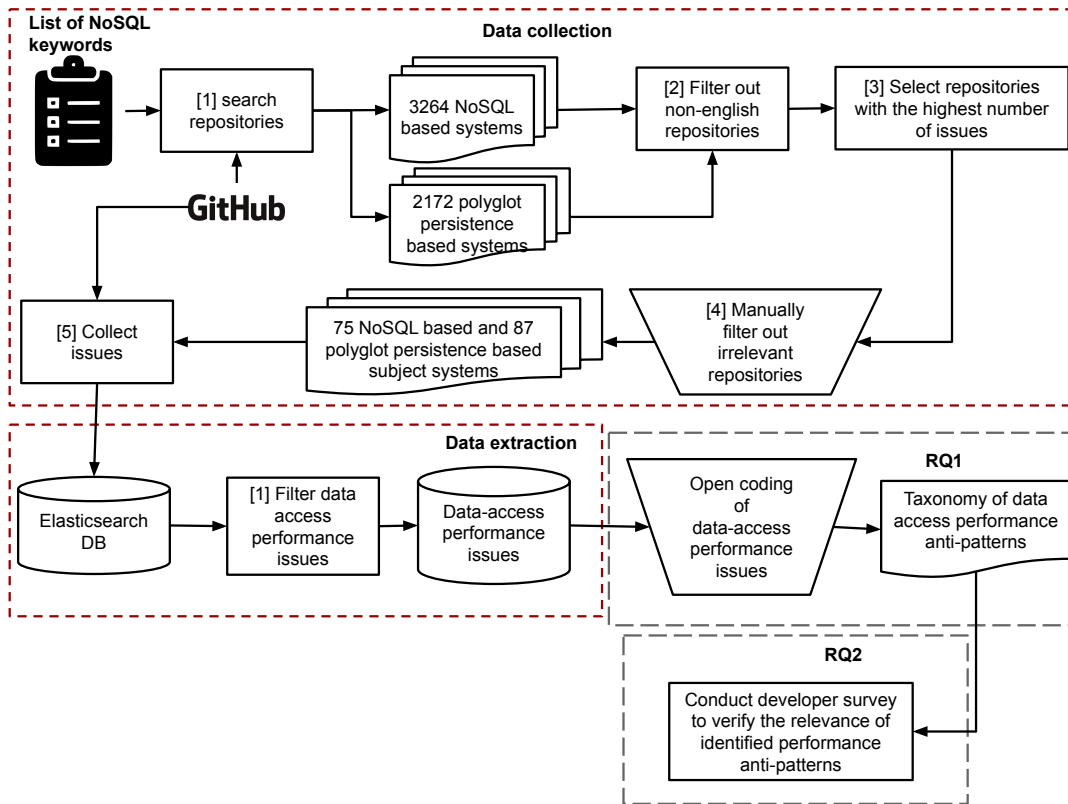 List of NoSQL
keywords
Data collection
[1] search
repositories
3264 NoSQL
based systems
[2] Filter out
non-english
repositories
[3] Select repositories
with the highest number
of issues
GitHub
2172 polyglot
persistence
based systems
[5] Collect
issues
75 NoSQL based and 87
polyglot persistence based
subject systems
[4] Manually
filter out
irrelevant
repositories
Data extraction
Elasticsearch
DB
[1] Filter data
access
performance
issues
Data-access
performance
issues
RQ1
Open coding
of
data-access
performance
issues
Taxonomy of data
access performance
anti-patterns
RQ2
Conduct developer survey
to verify the relevance of
identified performance
anti-patterns